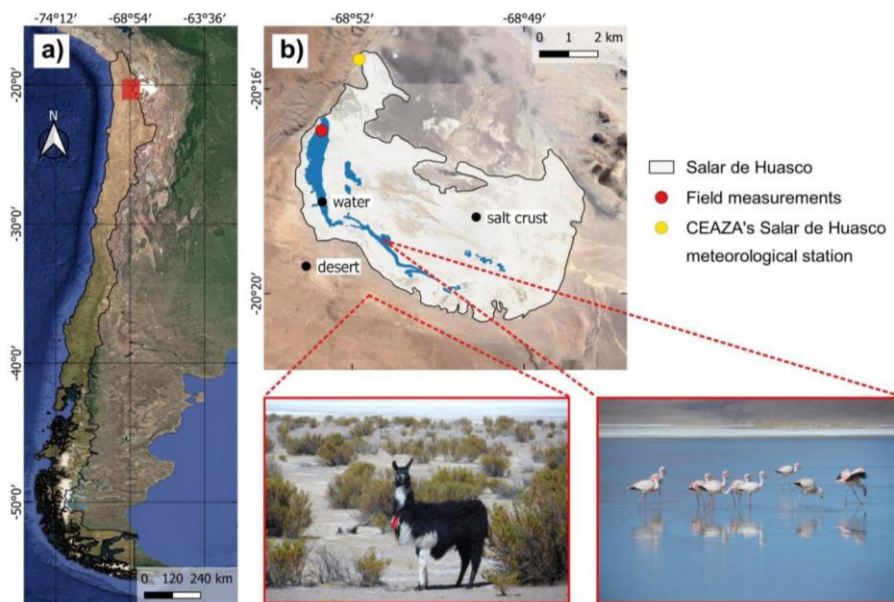 -74°12' -68°54' -63°36'
a)
-20°0'
N
-30°0'
-40°0'
-50°0'
0 120 240 km
-68°52' -68°49'
b)
0 1 2 km
-20°16'
water
salt crust
desert
-20°20'
Salar de Huasco
Field measurements
CEAZA's Salar de Huasco
meteorological station